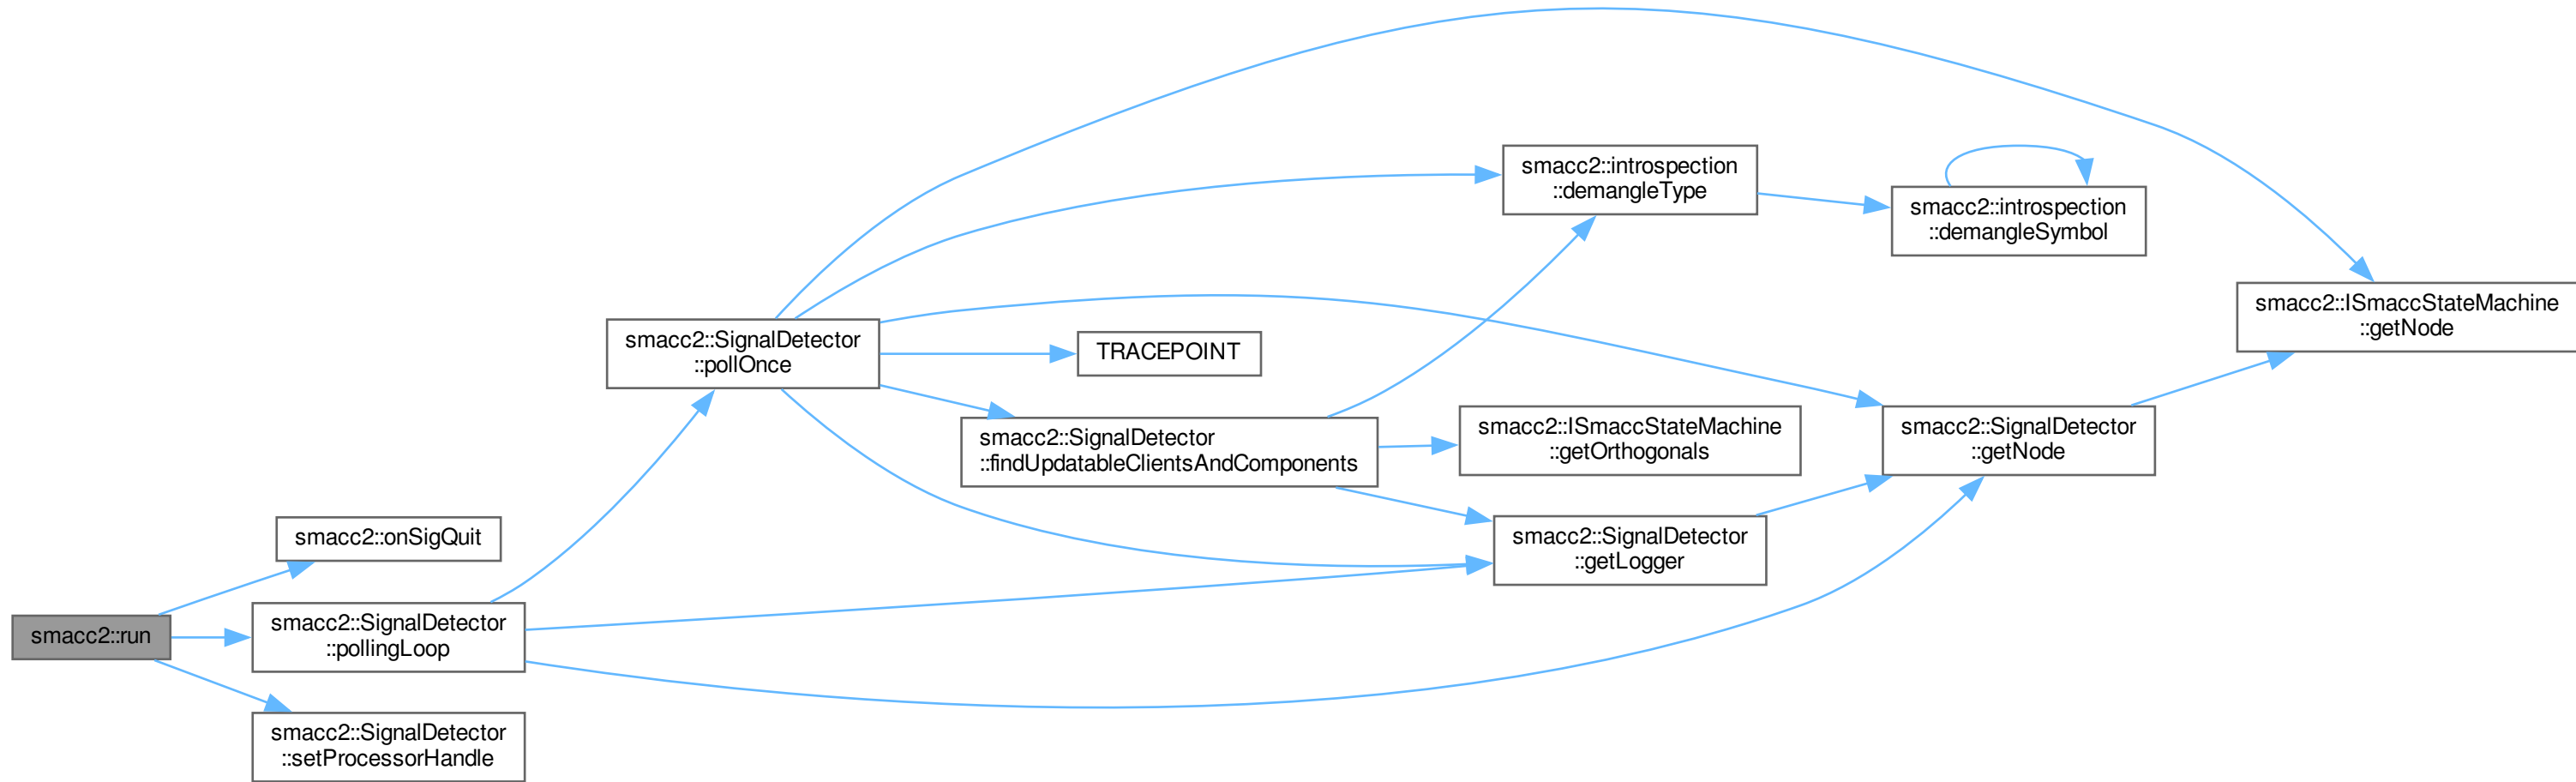 smacc2::run
smacc2::onSigQuit
smacc2::SignalDetector
::pollingLoop
smacc2::SignalDetector
::setProcessorHandle
smacc2::SignalDetector
::pollOnce
TRACEPOINT
smacc2::SignalDetector
::findUpdatableClientsAndComponents
smacc2::introspection
::demangleType
smacc2::ISmaccStateMachine
::getOrthogonals
smacc2::SignalDetector
::getLogger
smacc2::introspection
::demangleSymbol
smacc2::SignalDetector
::getNode
smacc2::ISmaccStateMachine
::getNode